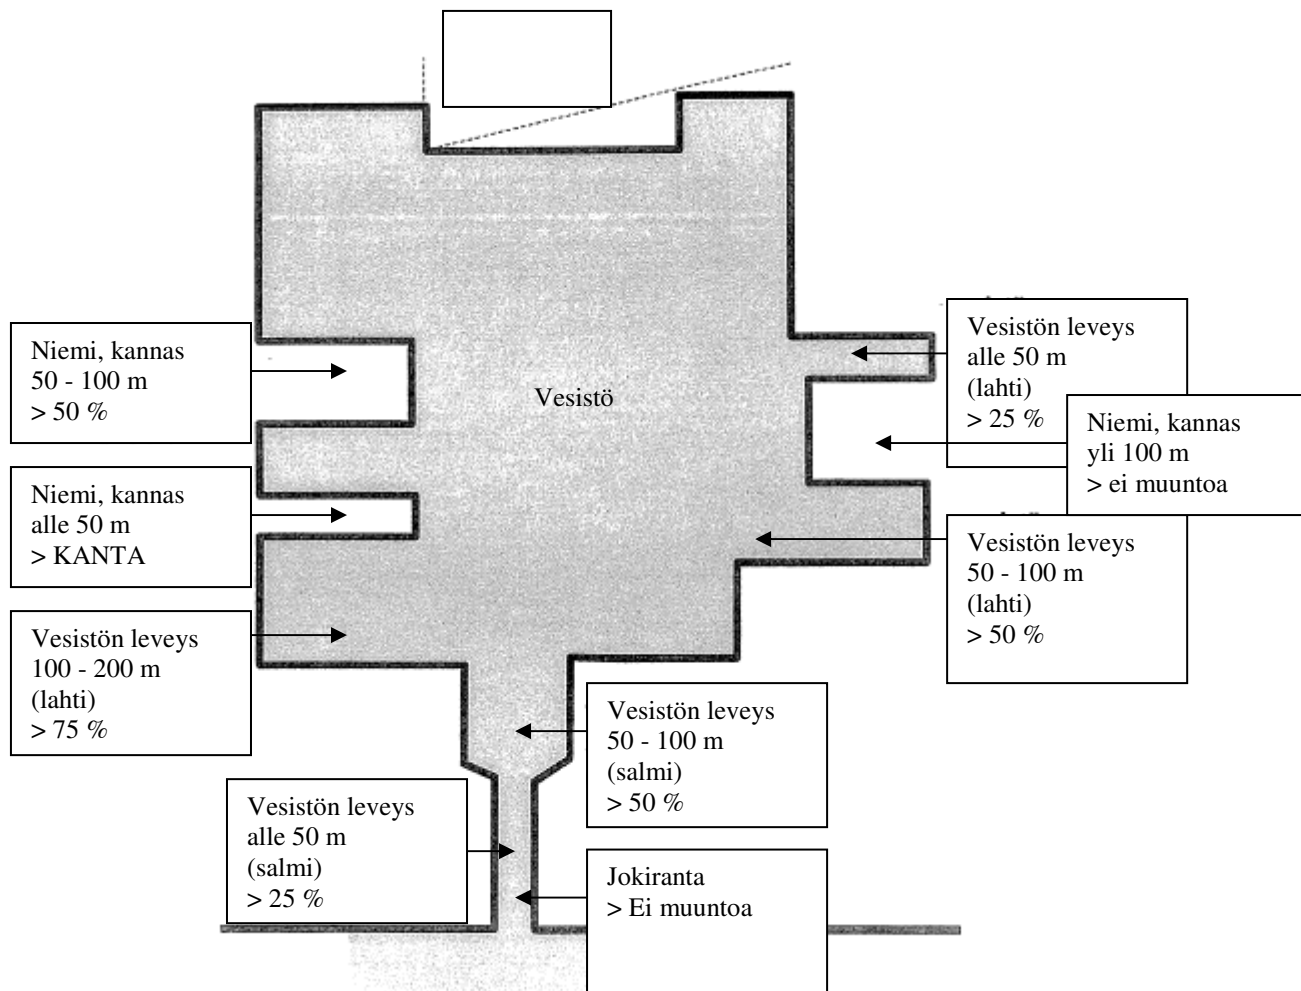 Vesistön leveys
alle 50 m
(lahti)
> 25 %
Niemi, kannas
50 - 100 m
> 50 %
Vesistö
Niemi, kannas
yli 100 m
> ei muuntoa
Niemi, kannas
alle 50 m
> KANTA
Vesistön leveys
50 - 100 m
(lahti)
> 50 %
Vesistön leveys
100 - 200 m
(lahti)
> 75 %
Vesistön leveys
50 - 100 m
(salmi)
> 50 %
Vesistön leveys
alle 50 m
(salmi)
> 25 %
Jokiranta
> Ei muuntoa